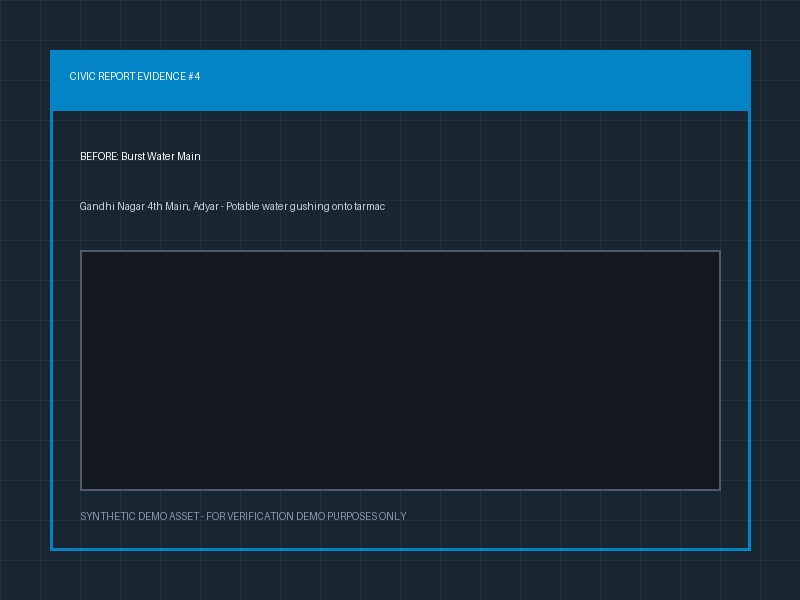 CIVIC REPORT EVIDENCE #4
BEFORE: Burst Water Main
Gandhi Nagar 4th Main, Adyar - Potable water gushing onto tarmac
SYNTHETIC DEMO ASSET - FOR VERIFICATION DEMO PURPOSES ONLY